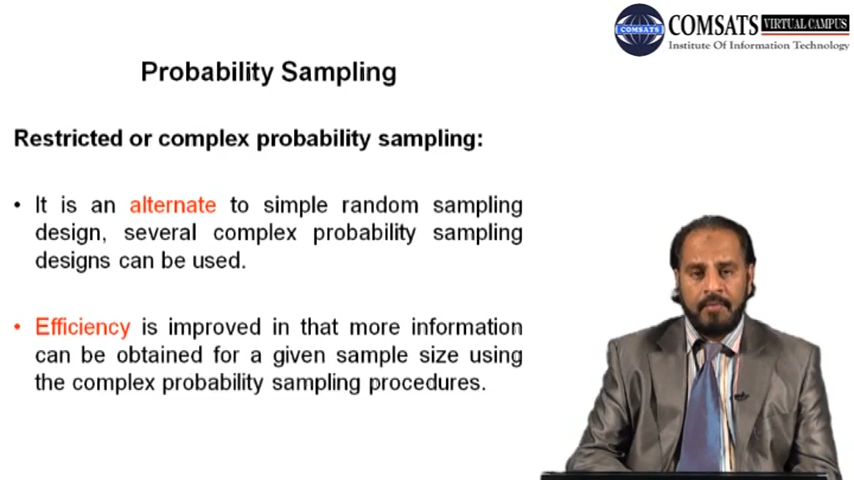 COMSATS
COMSATS VIRTUAL CAMPUS
Institute Of Information Technology
Probability Sampling
Restricted or complex probability sampling:
• It is an alternate to simple random sampling
design, several complex probability sampling
designs can be used.
• Efficiency is improved in that more information
can be obtained for a given sample size using
the complex probability sampling procedures.